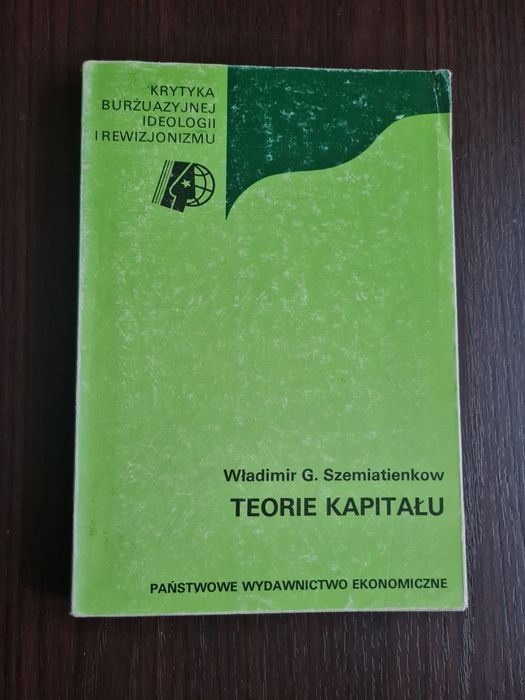 KRYTYKA
BURŻUAZYJNEJ
IDEOLOGII
I REWIZJONIZMU
Władimir G. Szemiatienkow
TEORIE KAPITAŁU
PAŃSTWOWE WYDAWNICTWO EKONOMICZNE